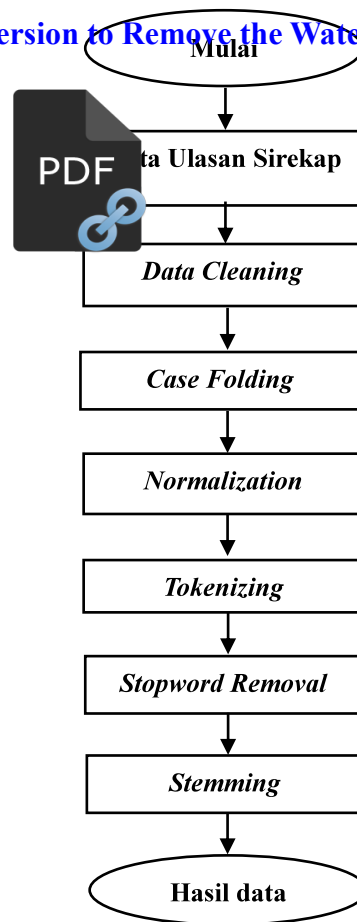 ersion to Remove the Wate
Mulai
PDF
ta Ulasan Sirekap
Data Cleaning
Case Folding
Normalization
Tokenizing
Stopword Removal
Stemming
Hasil data